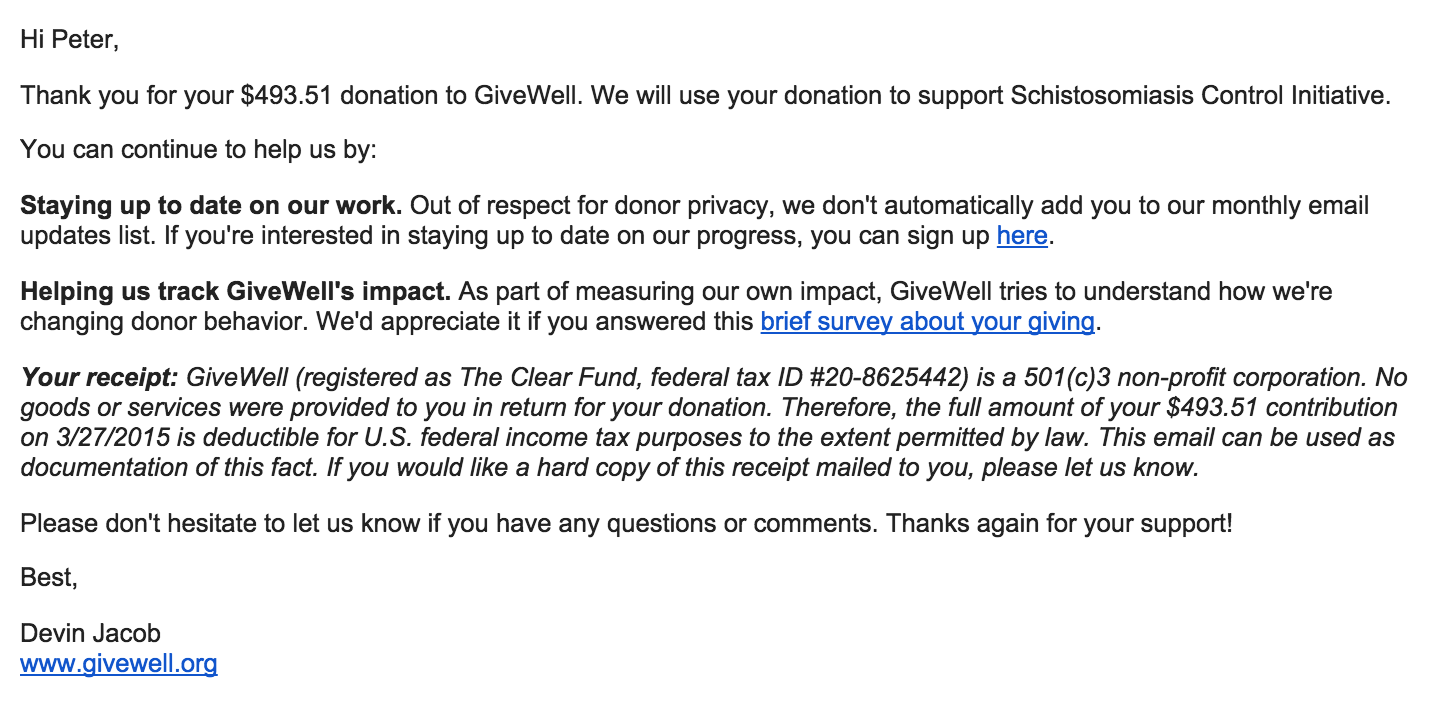 Hi Peter,
Thank you for your $493.51 donation to GiveWell. We will use your donation to support Schistosomiasis Control Initiative.
You can continue to help us by:
Staying up to date on our work. Out of respect for donor privacy, we don't automatically add you to our monthly email
updates list. If you're interested in staying up to date on our progress, you can sign up here.
Helping us track GiveWell's impact. As part of measuring our own impact, GiveWell tries to understand how we're
changing donor behavior. We'd appreciate it if you answered this brief survey about your giving.
Your receipt: GiveWell (registered as The Clear Fund, federal tax ID #20-8625442) is a 501(c)3 non-profit corporation. No
goods or services were provided to you in return for your donation. Therefore, the full amount of your $493.51 contribution
on 3/27/2015 is deductible for U.S. federal income tax purposes to the extent permitted by law. This email can be used as
documentation of this fact. If you would like a hard copy of this receipt mailed to you, please let us know.
Please don't hesitate to let us know if you have any questions or comments. Thanks again for your support!
Best,
Devin Jacob
www.givewell.org